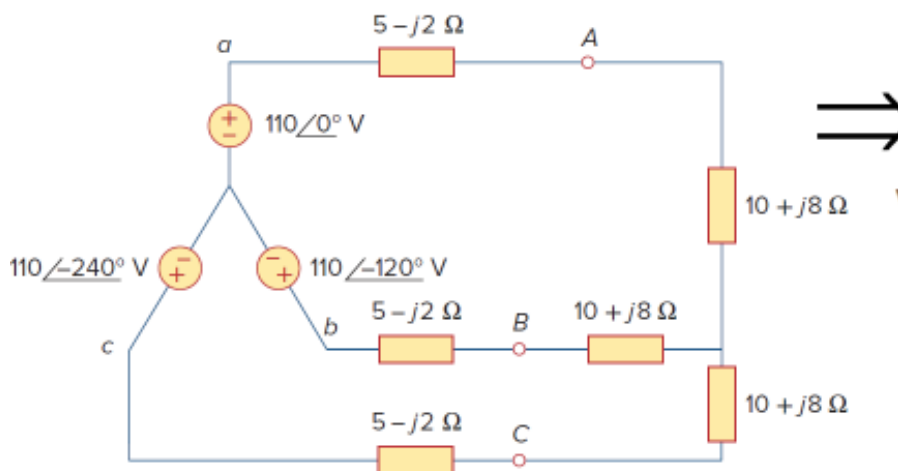 5 – j2 Ω
a
A
+
–
110∠0° V
10 + j8 Ω
110∠–240° V
–
+
–
+
110∠–120° V
5 – j2 Ω
10 + j8 Ω
b
B
c
10 + j8 Ω
5 – j2 Ω
C